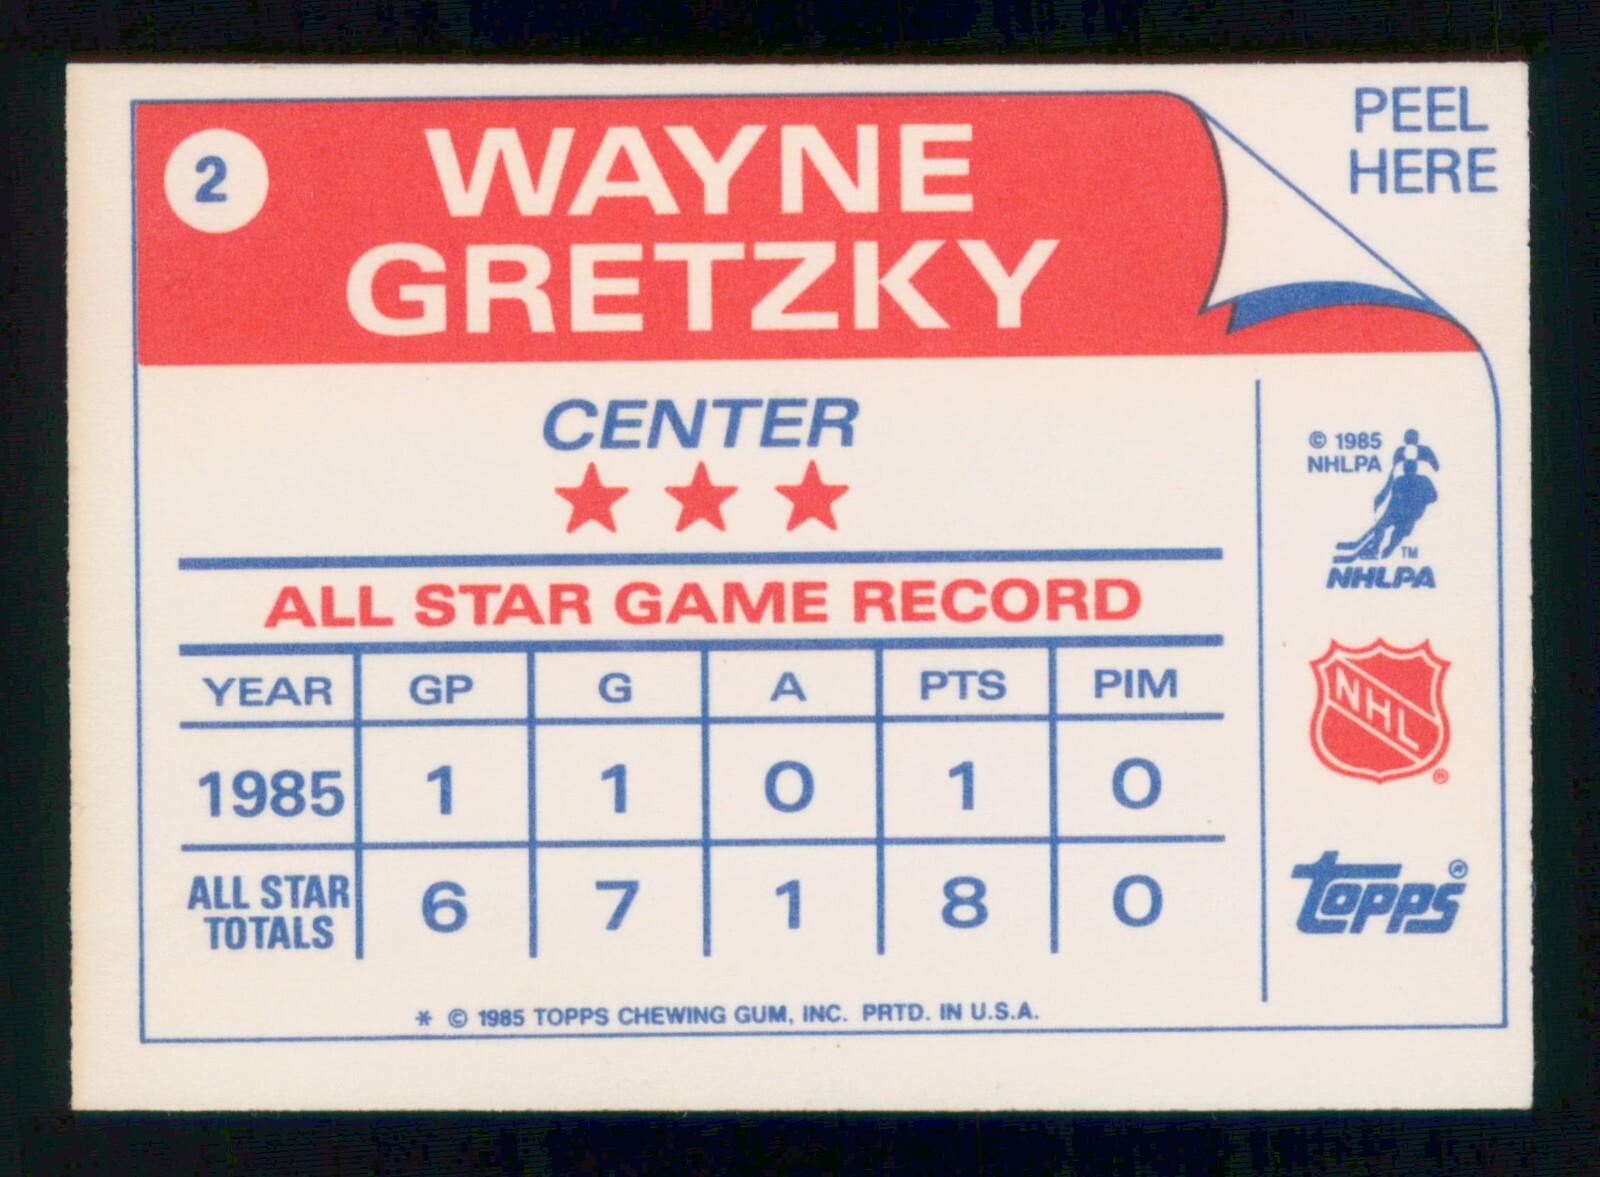 PEEL
HERE
2
WAYNE
GRETZKY
CENTER
© 1985
NHLPA
TM
NHLPA
ALL STAR GAME RECORD
YEAR GP G A PTS PIM
1985 1 1 0 1 0
ALL STAR
TOTALS 6 7 1 8 0
NHL ®
topps ®
* © 1985 TOPPS CHEWING GUM, INC. PRTD. IN U.S.A.